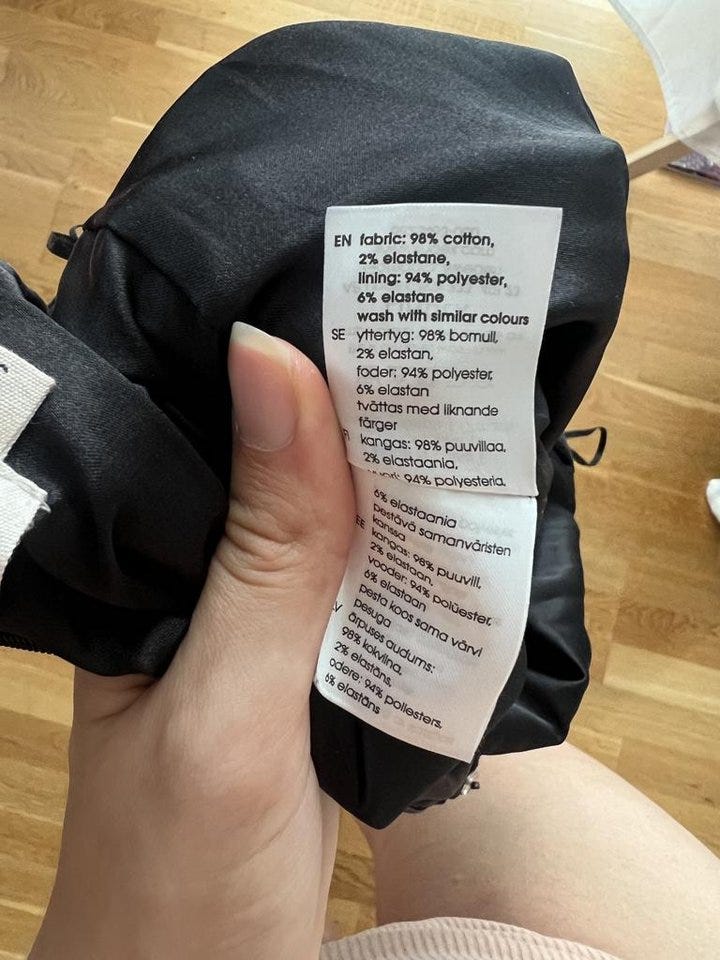 EN fabric: 98% cotton,
2% elastane,
lining: 94% polyester,
6% elastane
wash with similar colours
SE yttertyg: 98% bomull,
2% elastan,
foder: 94% polyester,
6% elastan
tvättas med liknande
färger
FI kangas: 98% puuvillaa,
2% elastaania,
vuori: 94% polyesteria,
6% elastaania
pestävä samanväristen
kanssa
EE kangas: 98% puuvill,
2% elastaan,
vooder: 94% polüester,
6% elastaan
pesta koos sama värvi
pesuga
LV ārpuses audums:
98% kokvilna,
2% elastāns,
odere: 94% poliesters,
6% elastāns